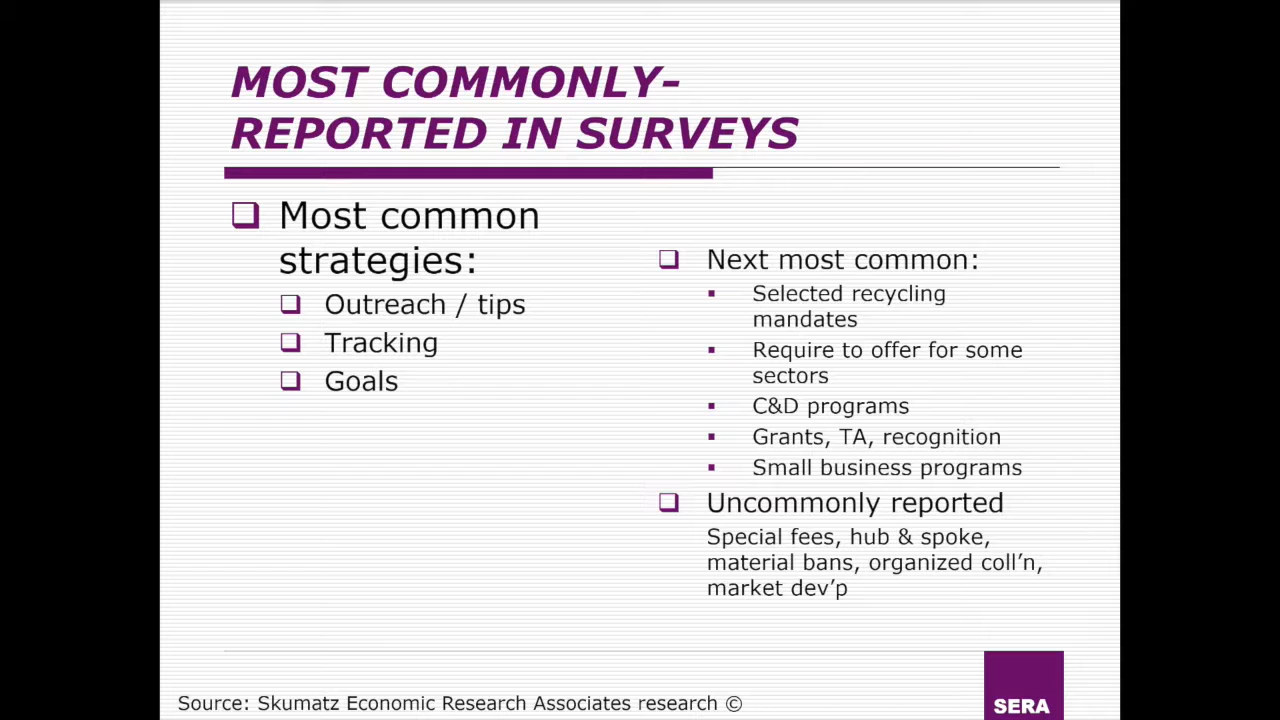 MOST COMMONLY-
REPORTED IN SURVEYS
Most common
strategies:
Outreach / tips
Tracking
Goals
Next most common:
Selected recycling
mandates
Require to offer for some
sectors
C&D programs
Grants, TA, recognition
Small business programs
Uncommonly reported
Special fees, hub & spoke,
material bans, organized coll’n,
market dev’p
Source: Skumatz Economic Research Associates research ©
SERA